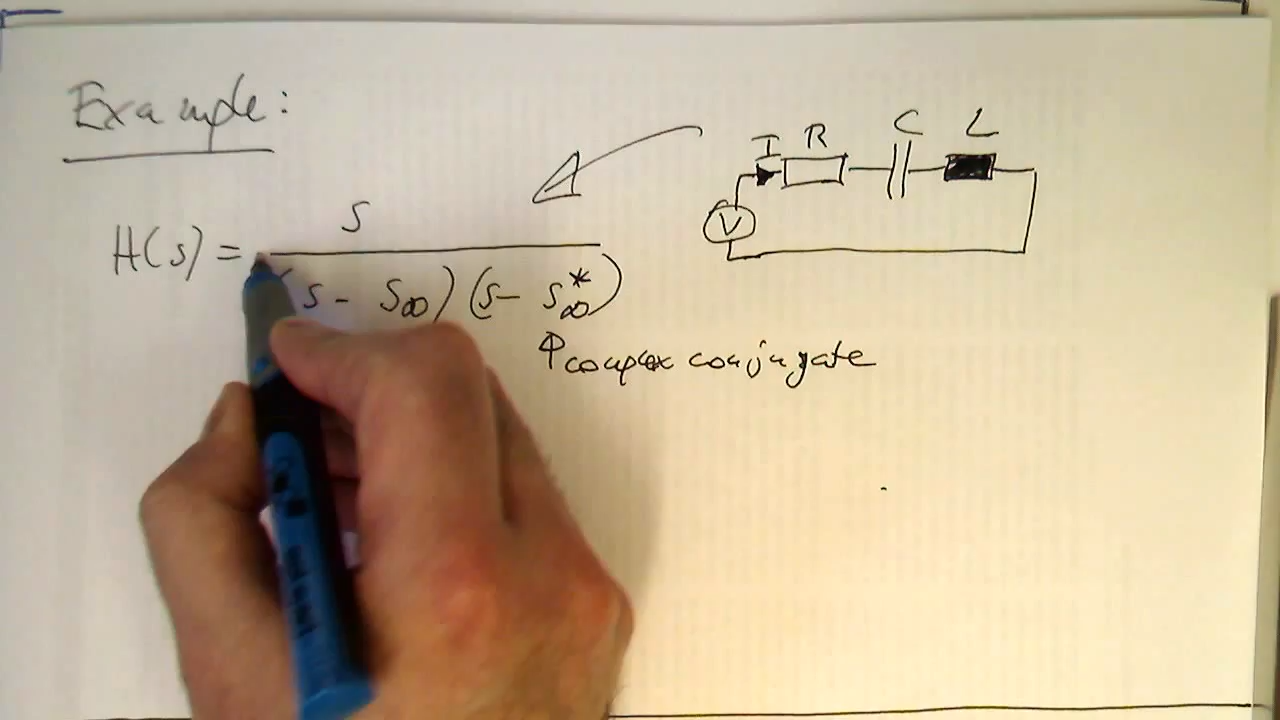 Example:
I R C L
V
s
H(s) = (s - s∞) (s - s∞*)
complex conjugate